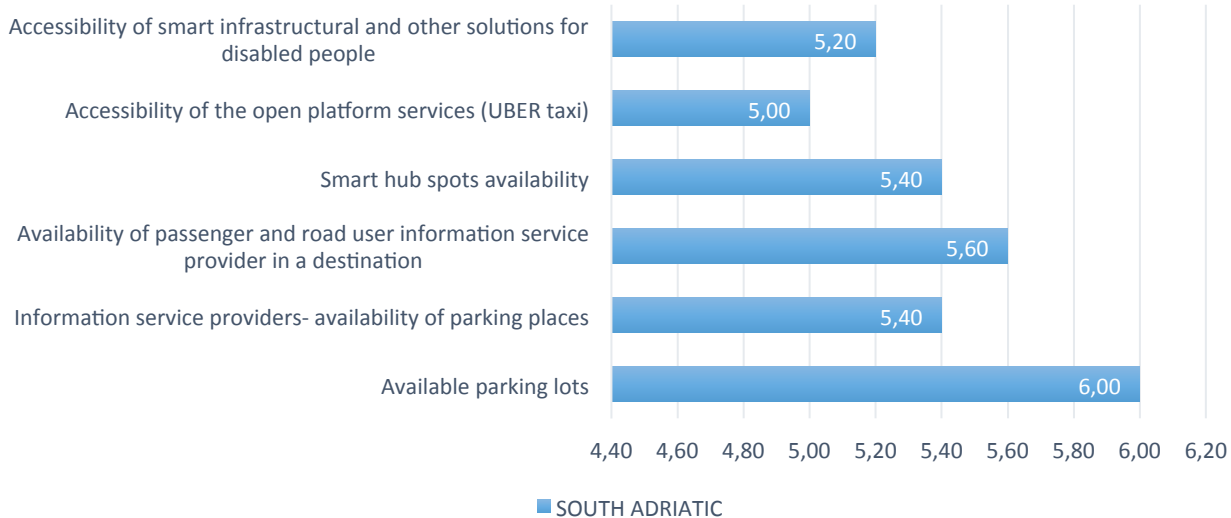 Accessibility of smart infrastructural and other solutions for
disabled people
5,20
Accessibility of the open platform services (UBER taxi)
5,00
Smart hub spots availability
5,40
Availability of passenger and road user information service
provider in a destination
5,60
Information service providers- availability of parking places
5,40
Available parking lots
6,00
4,40 4,60 4,80 5,00 5,20 5,40 5,60 5,80 6,00 6,20
SOUTH ADRIATIC